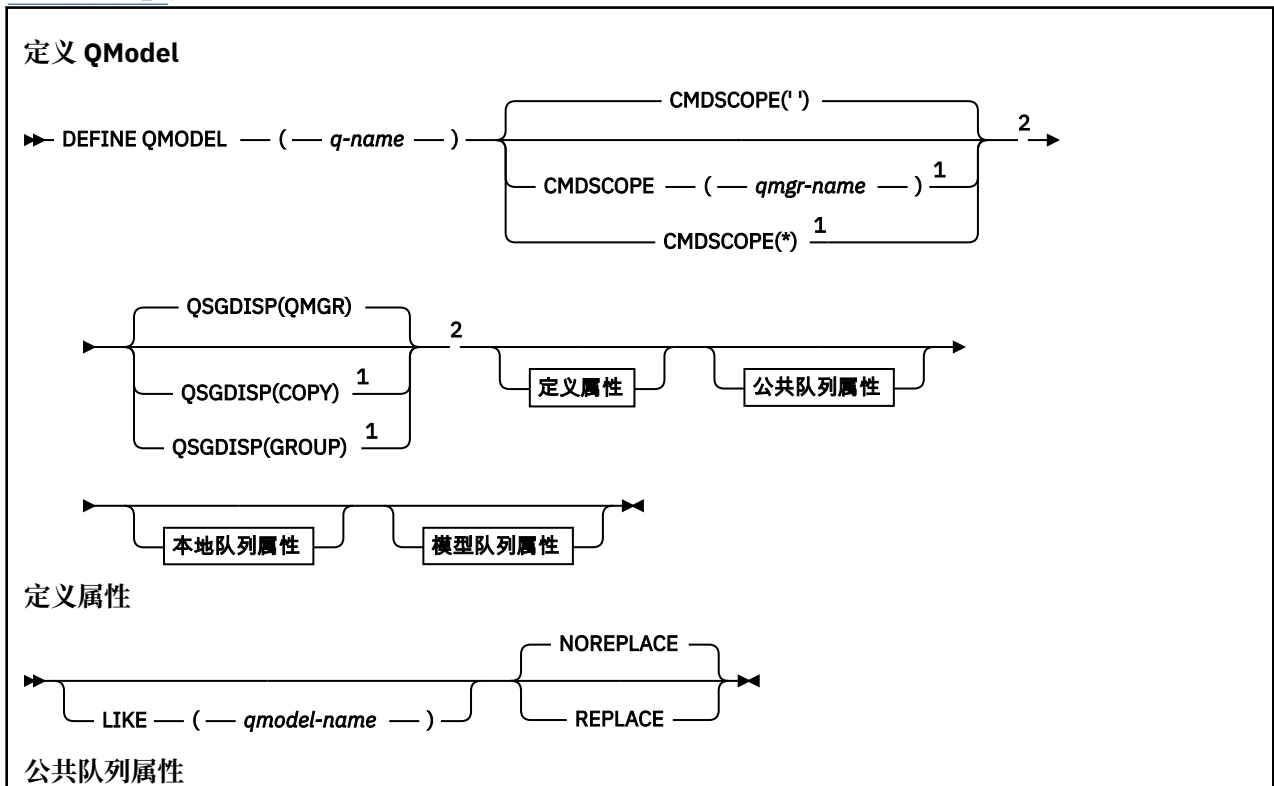 定义 QModel
CMDSCOPE(' ')
DEFINE QMODEL ( q-name ) 2
CMDSCOPE ( qmgr-name ) 1
CMDSCOPE(*) 1
QSGDISP(QMGR) 2
QSGDISP(COPY) 1
QSGDISP(GROUP) 1
定义属性
公共队列属性
本地队列属性
模型队列属性
定义属性
NOREPLACE
LIKE ( qmodel-name )
REPLACE
公共队列属性